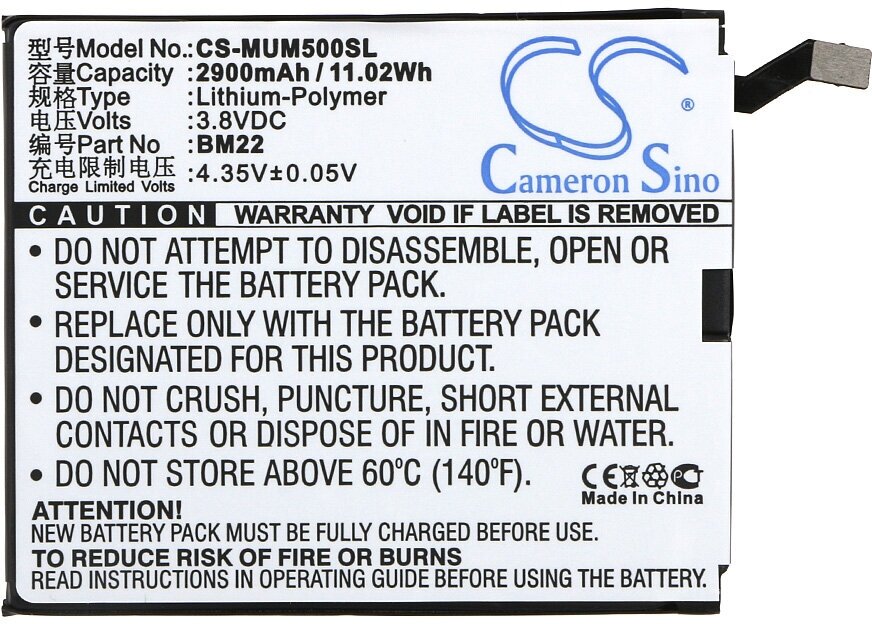 型号Model No.:CS-MUM500SL
容量Capacity :2900mAh / 11.02Wh
规格Type :Lithium-Polymer
电压Volts :3.8VDC
编号Part No :BM22
充电限制电压 :4.35V±0.05V
Charge Limited Volts
CS
®
Cameron Sino
CAUTION WARRANTY VOID IF LABEL IS REMOVED
• DO NOT ATTEMPT TO DISASSEMBLE, OPEN OR
SERVICE THE BATTERY PACK.
• REPLACE ONLY WITH THE BATTERY PACK
DESIGNATED FOR THIS PRODUCT.
• DO NOT CRUSH, PUNCTURE, SHORT EXTERNAL
CONTACTS OR DISPOSE OF IN FIRE OR WATER.
• DO NOT STORE ABOVE 60°C (140°F).
CE PCT
Made In China
ATTENTION!
NEW BATTERY PACK MUST BE FULLY CHARGED BEFORE USE.
TO REDUCE RISK OF FIRE OR BURNS
READ INSTRUCTIONS IN OPERATING GUIDE BEFORE USING BATTERY.